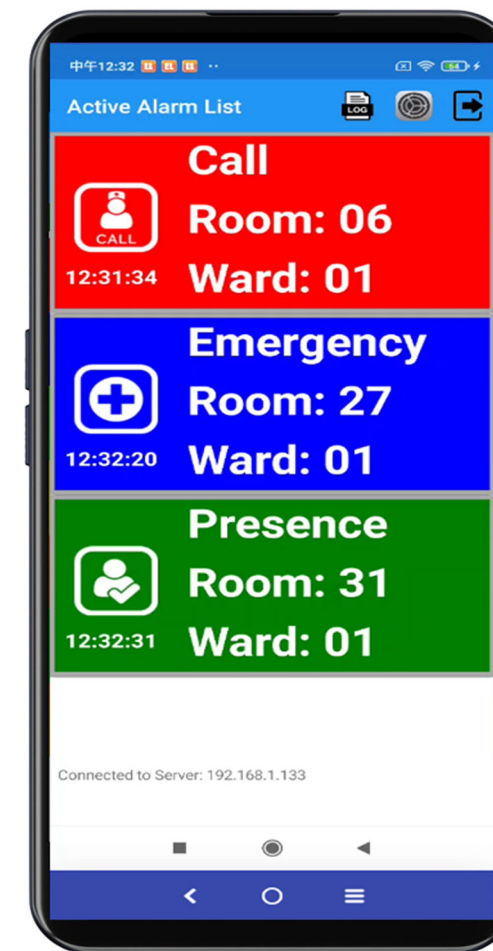 中午12:32
54
Active Alarm List
LOG
Call
CALL
Room: 06
12:31:34
Ward: 01
Emergency
Room: 27
12:32:20
Ward: 01
Presence
Room: 31
12:32:31
Ward: 01
Connected to Server: 192.168.1.133